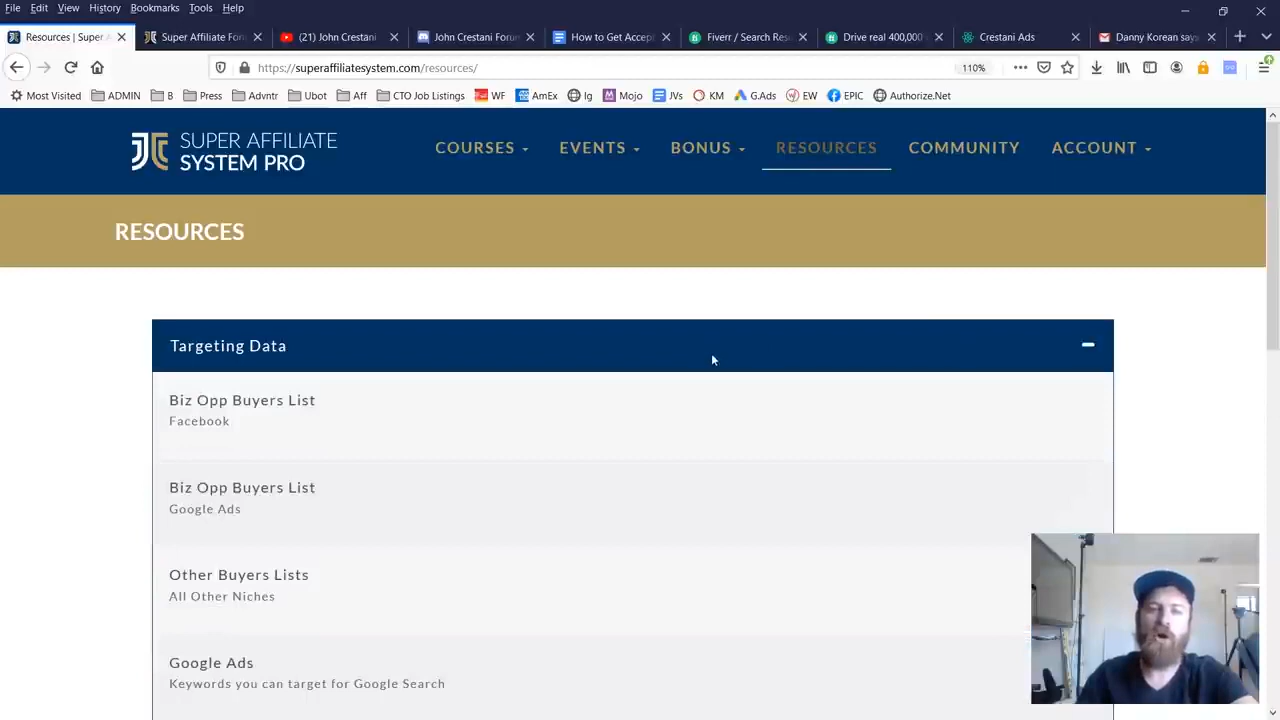 File Edit View History Bookmarks Tools Help
Resources | Super A
Super Affiliate For
(21) John Crestani
John Crestani Foru
How to Get Accep
Fiverr / Search Res
Drive real 400,000
Crestani Ads
Danny Korean says
https://superaffiliatesystem.com/resources/
110%
Most Visited ADMIN B Press Advntr Ubot Aff CTO Job Listings WF AmEx Ig Mojo JVs KM G.Ads EW EPIC Authorize.Net
SUPER AFFILIATE
SYSTEM PRO
COURSES EVENTS BONUS RESOURCES COMMUNITY ACCOUNT
RESOURCES
Targeting Data
Biz Opp Buyers List
Facebook
Biz Opp Buyers List
Google Ads
Other Buyers Lists
All Other Niches
Google Ads
Keywords you can target for Google Search